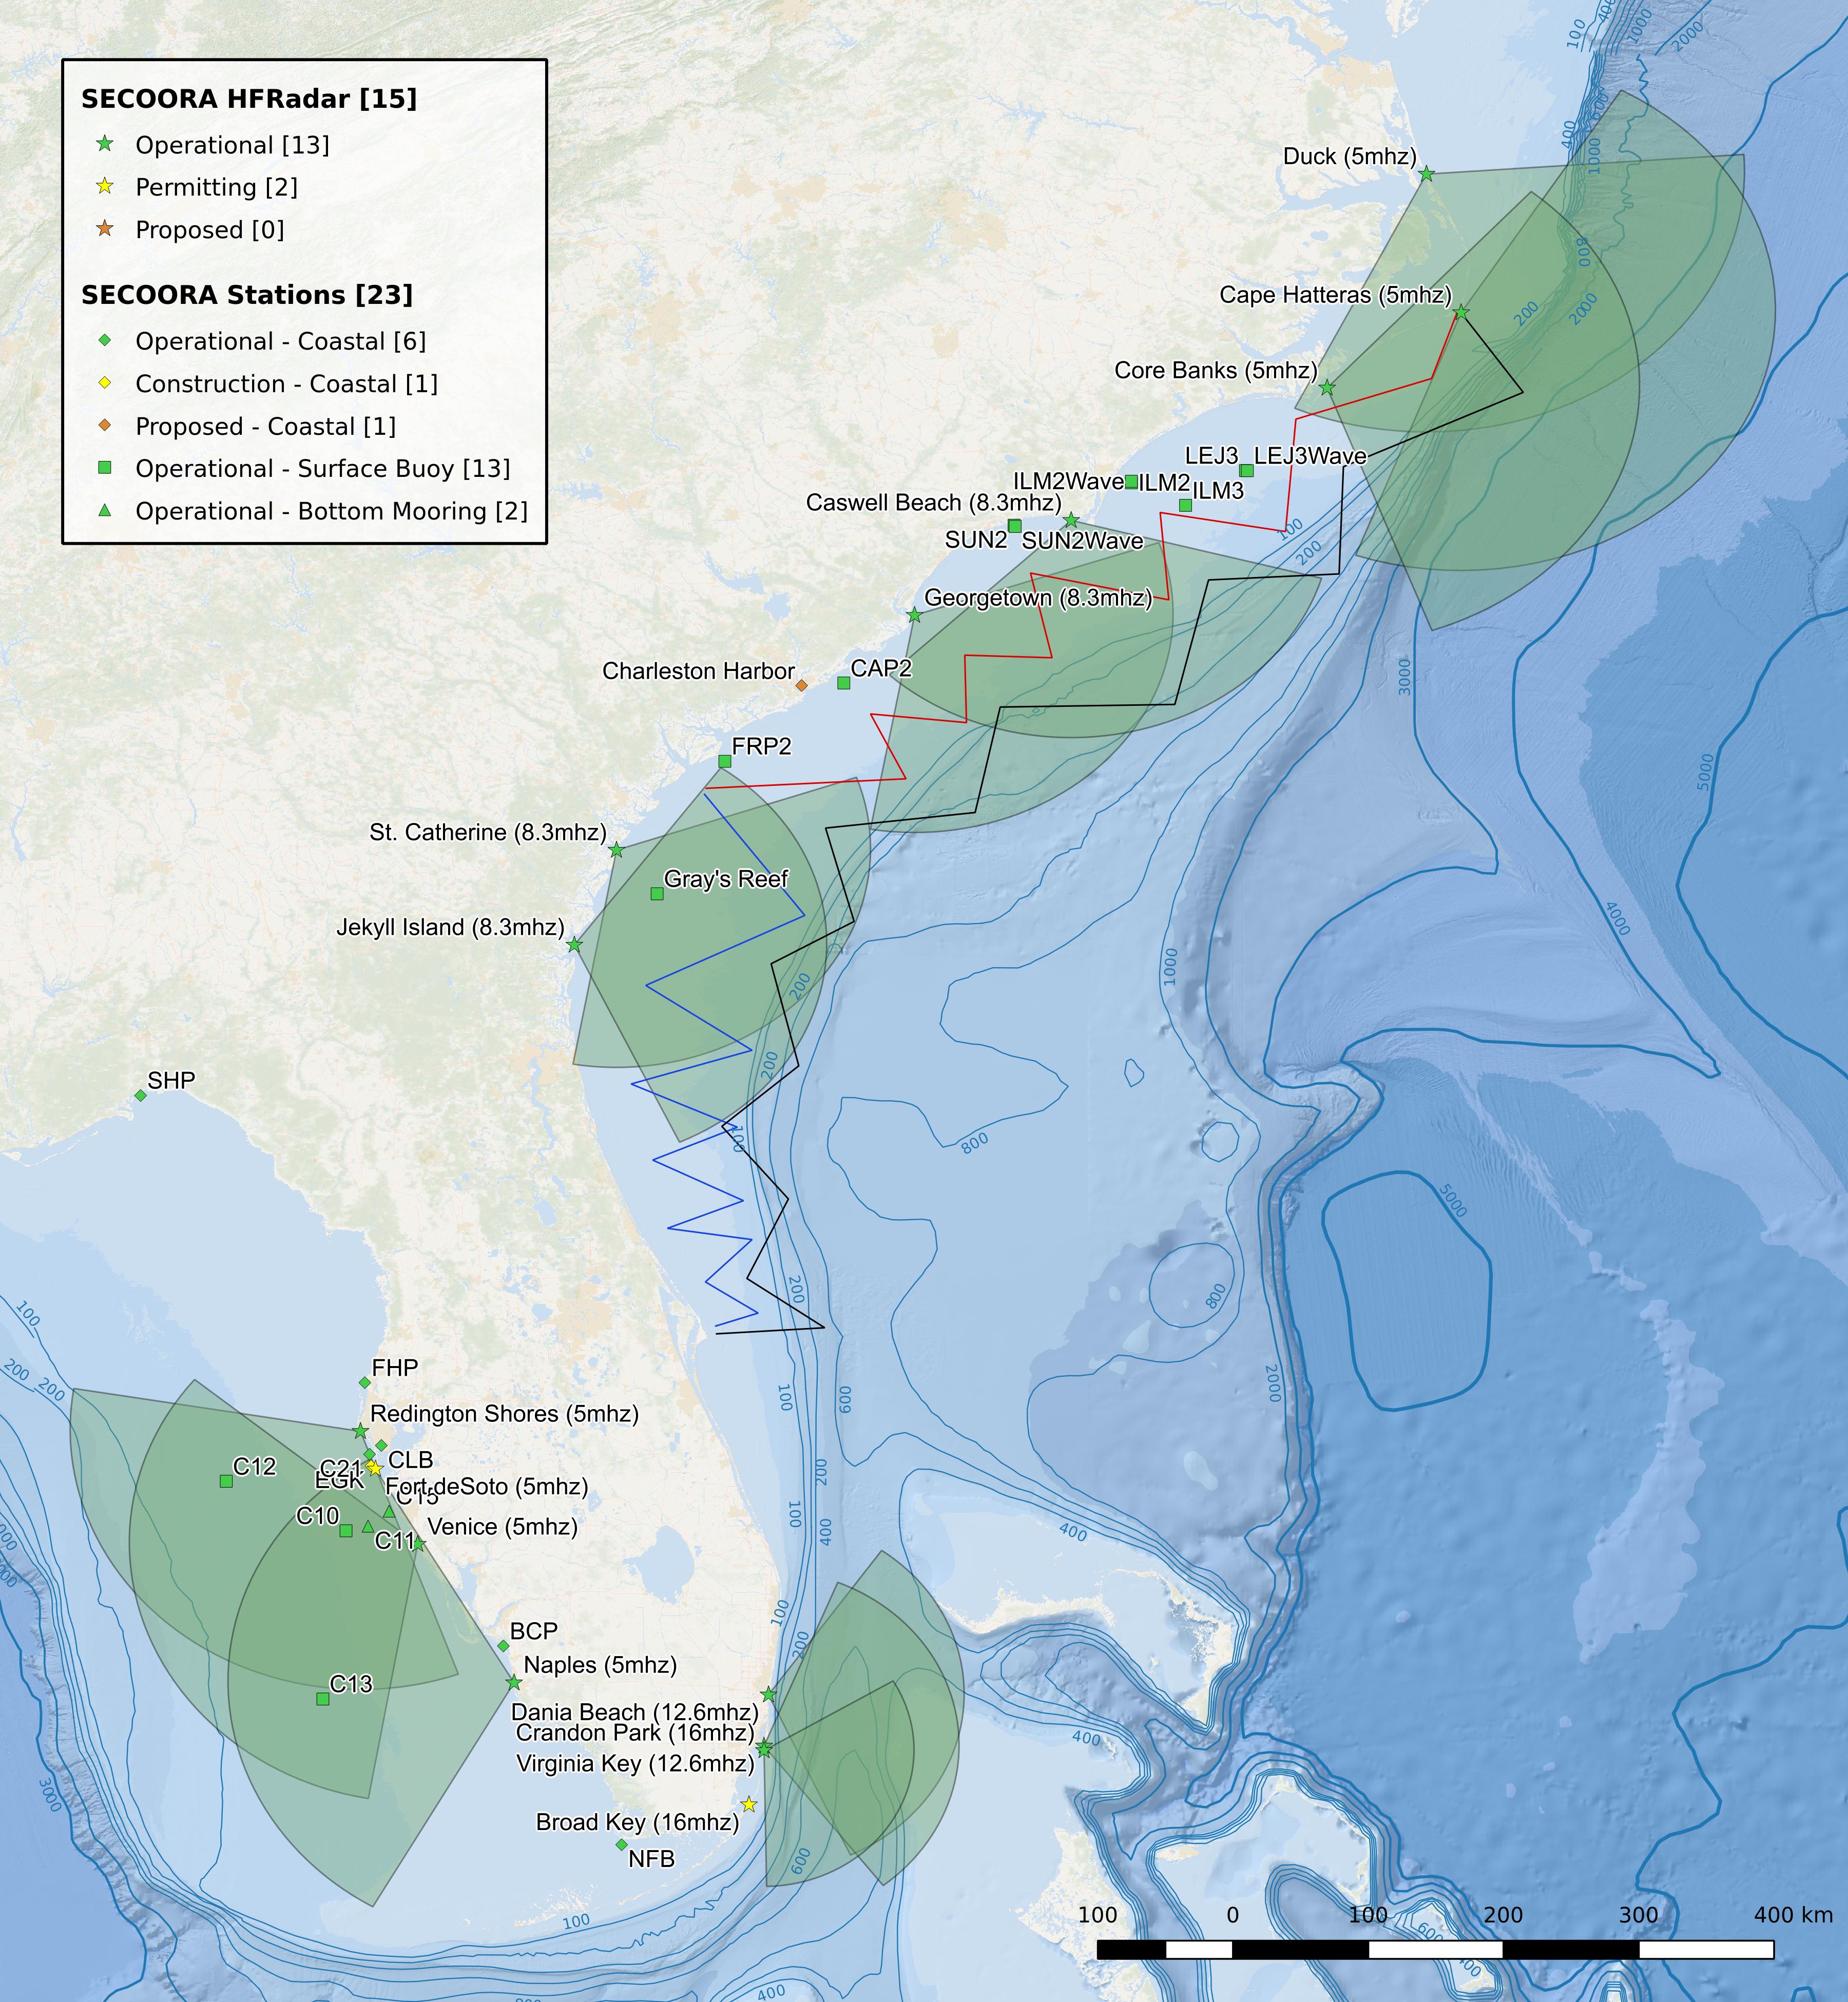 SECOORA HFRadar [15]
Operational [13]
Permitting [2]
Proposed [0]
SECOORA Stations [23]
Operational - Coastal [6]
Construction - Coastal [1]
Proposed - Coastal [1]
Operational - Surface Buoy [13]
Operational - Bottom Mooring [2]
100
400
1000
2000
400
600
1000
Duck (5mhz)
600
200
2000
Cape Hatteras (5mhz)
Core Banks (5mhz)
LEJ3 LEJ3Wave
ILM2Wave ILM2 ILM3
Caswell Beach (8.3mhz)
SUN2 SUN2Wave
100
200
Georgetown (8.3mhz)
Charleston Harbor
CAP2
3000
FRP2
5000
St. Catherine (8.3mhz)
Gray's Reef
Jekyll Island (8.3mhz)
4000
200
1000
200
SHP
100
800
5000
200
800
100
200
200
FHP
100
600
2000
Redington Shores (5mhz)
C12
C21
CLB
EGK
Fort deSoto (5mhz)
C15
200
C10
Venice (5mhz)
C11
100
400
400
100
BCP
200
Naples (5mhz)
C13
Dania Beach (12.6mhz)
Crandon Park (16mhz)
Virginia Key (12.6mhz)
400
3000
Broad Key (16mhz)
NFB
600
100
100 0 100 200 300 400 km
600
400